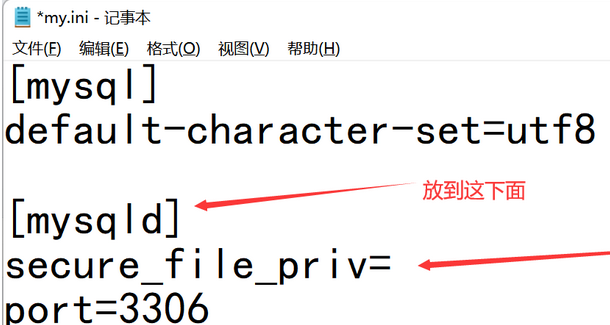 *my.ini - 记事本
文件(F) 编辑(E) 格式(O) 视图(V) 帮助(H)
[mysql]
default-character-set=utf8
放到这下面
[mysqld]
secure_file_priv=
port=3306